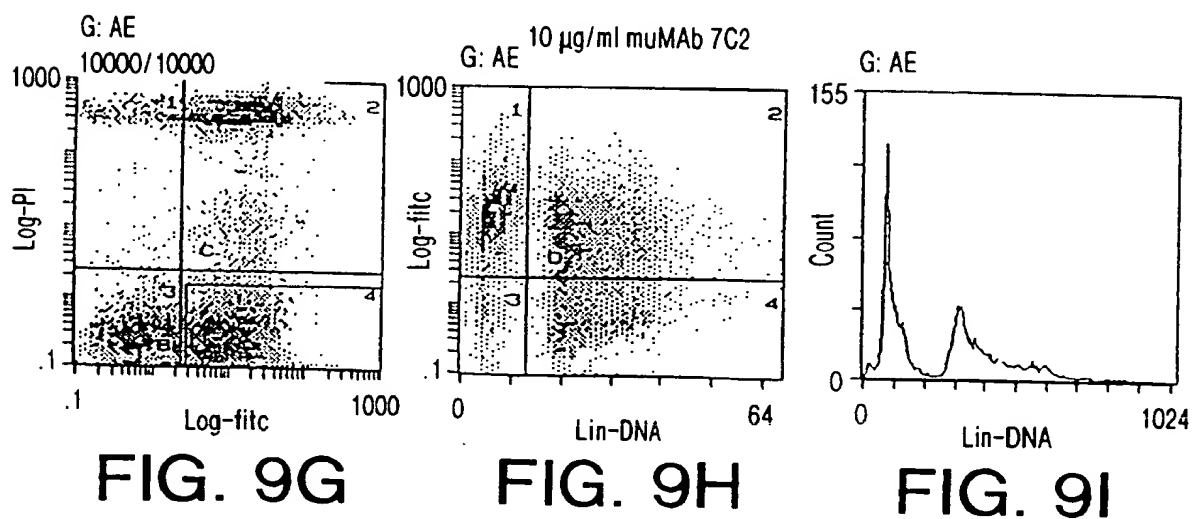 G: AE
10000/10000
1000
Log-PI
.1
.1
Log-fitc
1000
1
2
3
4
C
B
FIG. 9G
10 µg/ml muMAb 7C2
G: AE
1000
Log-fitc
.1
0
Lin-DNA
64
1
2
3
4
D
FIG. 9H
G: AE
155
Count
0
0
Lin-DNA
1024
FIG. 9I